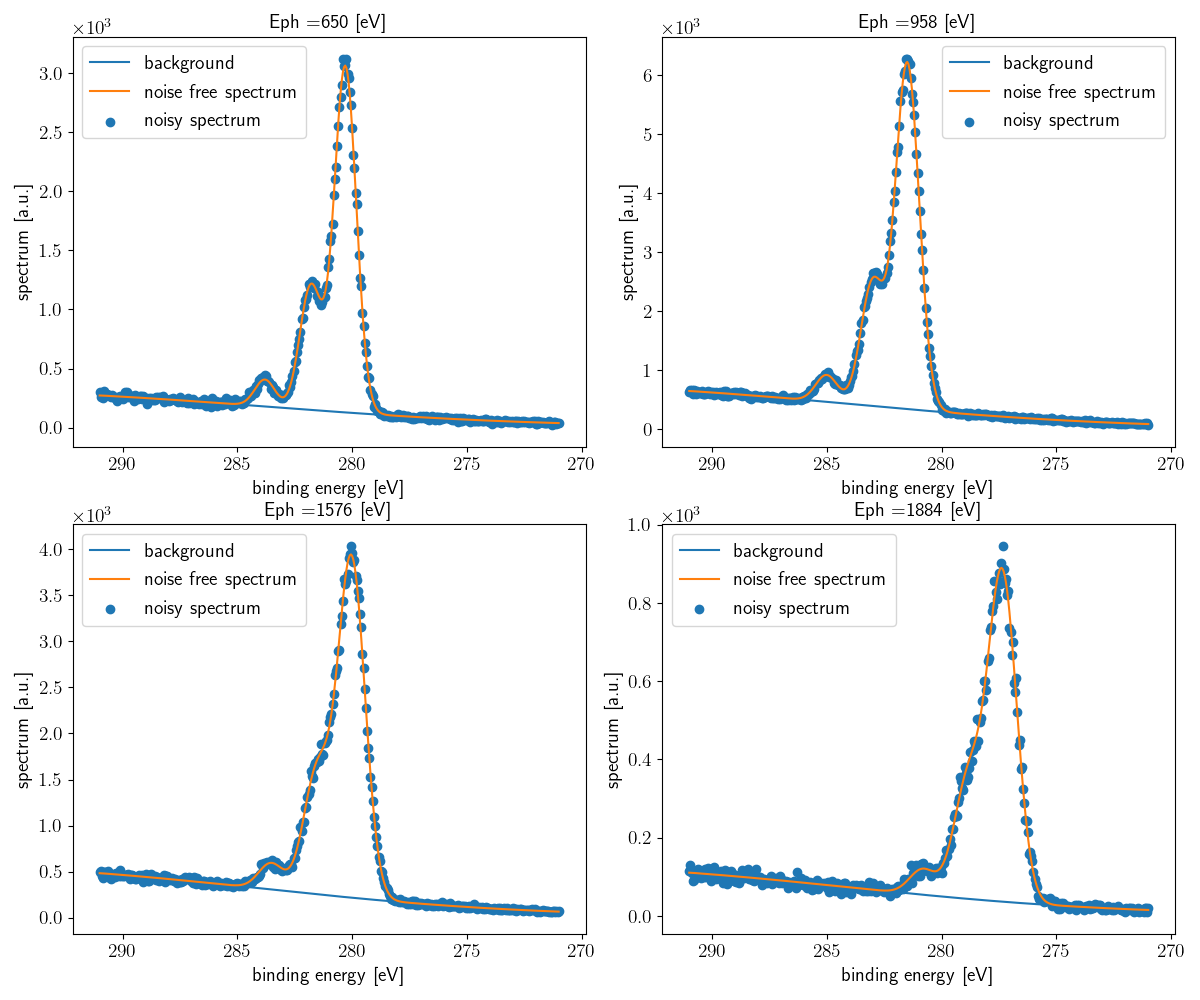 ×10³
Eph =650 [eV]
background
noise free spectrum
noisy spectrum
3.0
2.5
2.0
1.5
1.0
0.5
0.0
spectrum [a.u.]
290 285 280 275 270
binding energy [eV]
×10³
Eph =958 [eV]
background
noise free spectrum
noisy spectrum
6
5
4
3
2
1
0
spectrum [a.u.]
290 285 280 275 270
binding energy [eV]
×10³
Eph =1576 [eV]
background
noise free spectrum
noisy spectrum
4.0
3.5
3.0
2.5
2.0
1.5
1.0
0.5
0.0
spectrum [a.u.]
290 285 280 275 270
binding energy [eV]
×10³
Eph =1884 [eV]
background
noise free spectrum
noisy spectrum
1.0
0.8
0.6
0.4
0.2
0.0
spectrum [a.u.]
290 285 280 275 270
binding energy [eV]